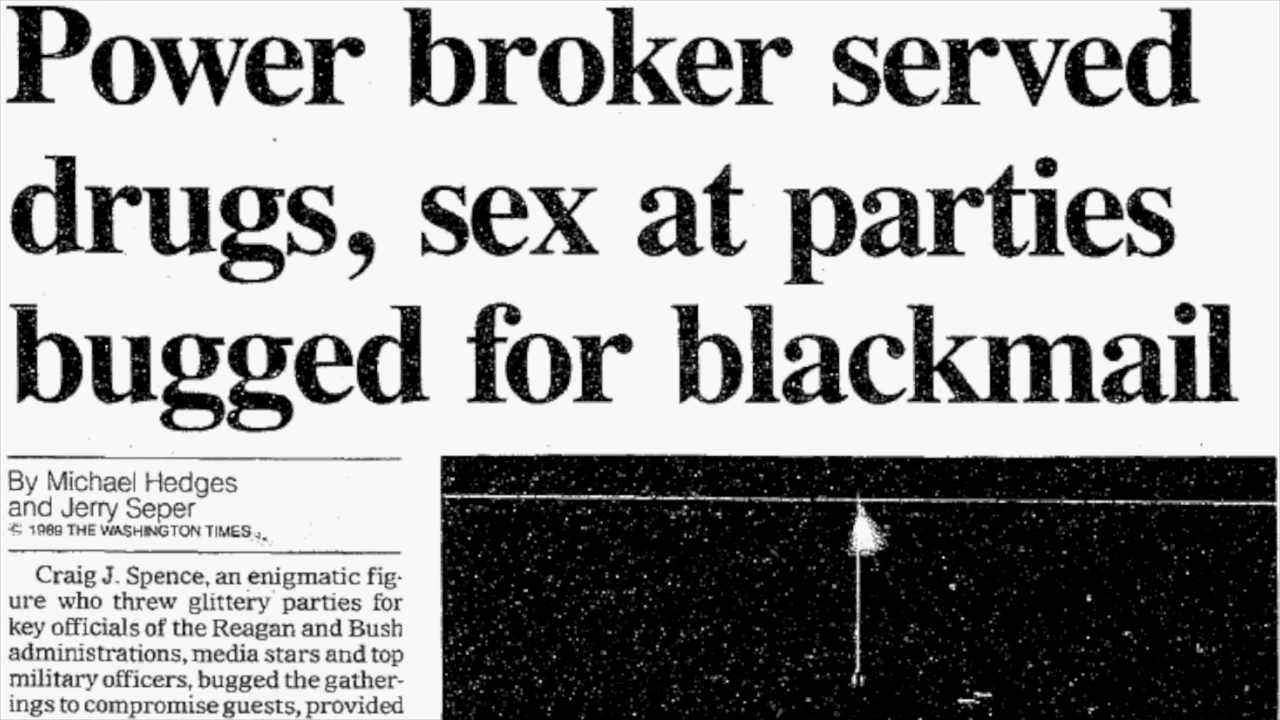 Power broker served
drugs, sex at parties
bugged for blackmail
By Michael Hedges
and Jerry Seper
© 1989 THE WASHINGTON TIMES
Craig J. Spence, an enigmatic fig-
ure who threw glittery parties for
key officials of the Reagan and Bush
administrations, media stars and top
military officers, bugged the gather-
ings to compromise guests, provided